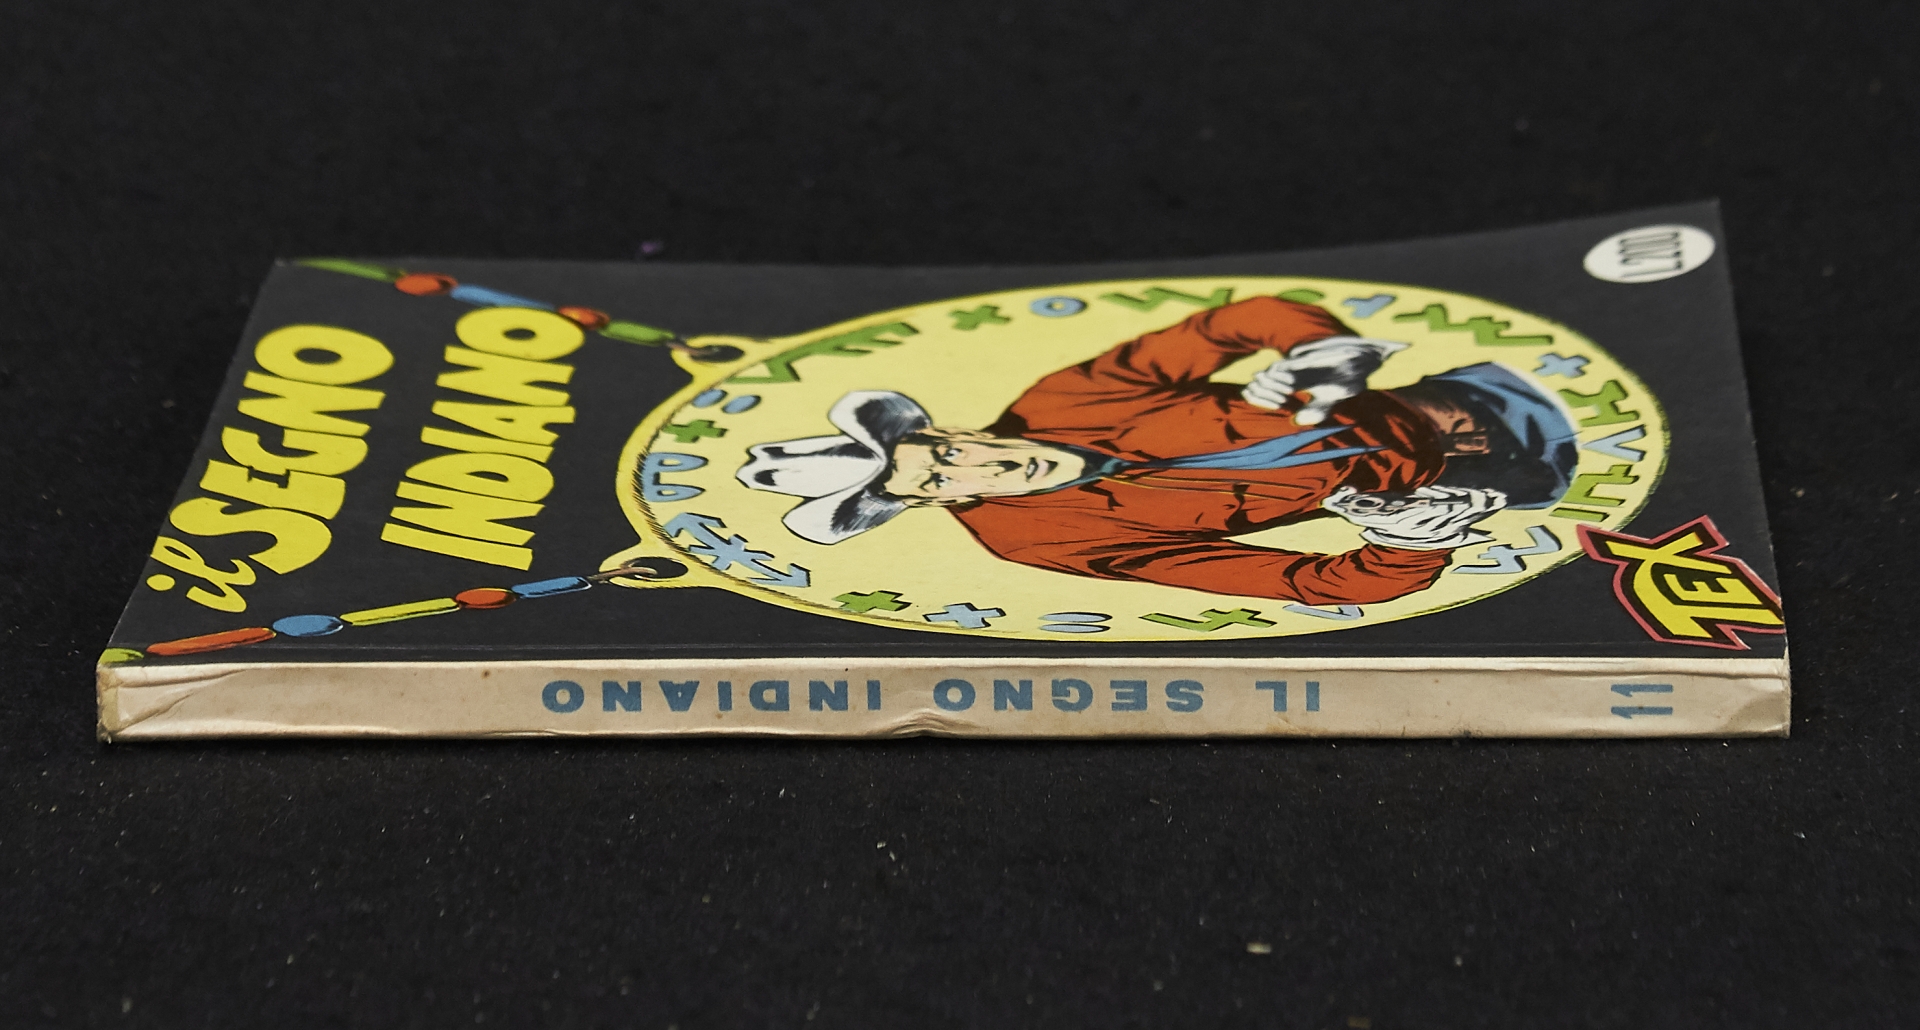 il SEGNO
INDIANO
L.200
TEX
11
IL SEGNO INDIANO